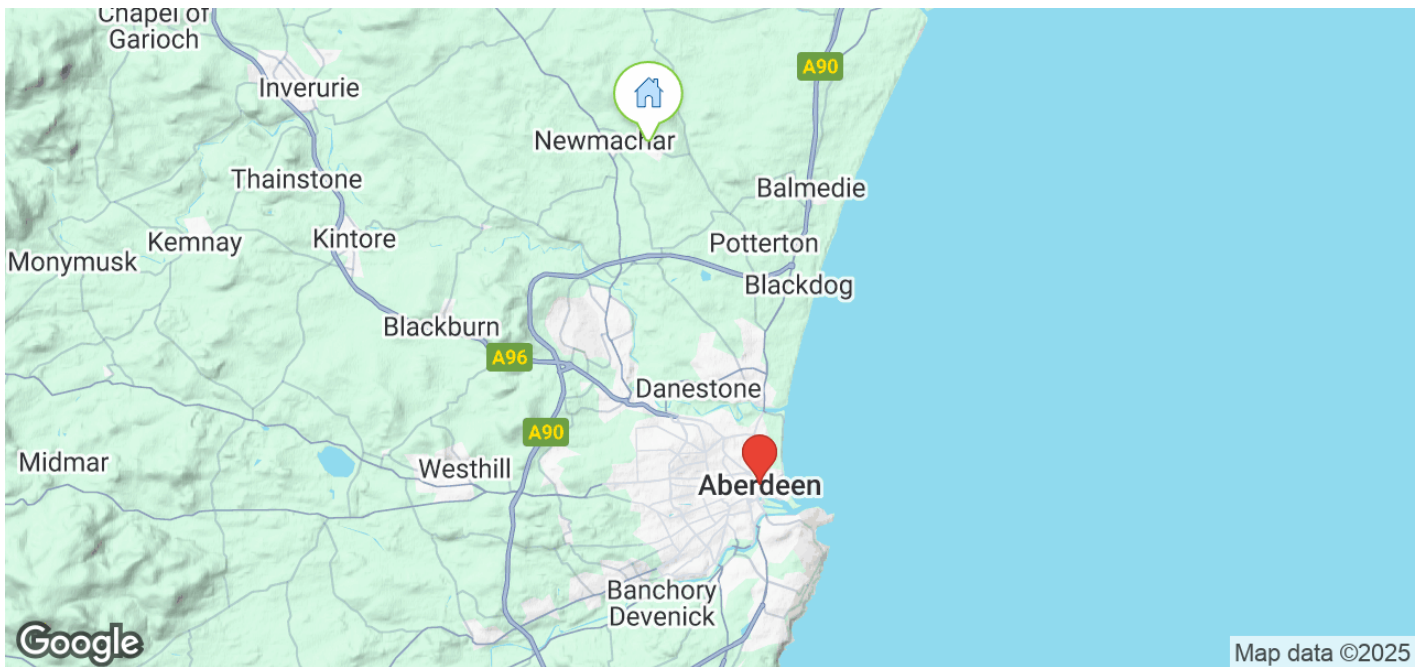 Chapel of
Garioch
A90
Inverurie
Newmachar
Thainstone
Balmedie
Kemnay
Kintore
Potterton
Monymusk
Blackdog
Blackburn
A96
Danestone
A90
Midmar
Westhill
Aberdeen
Banchory
Devenick
Google
Map data ©2025